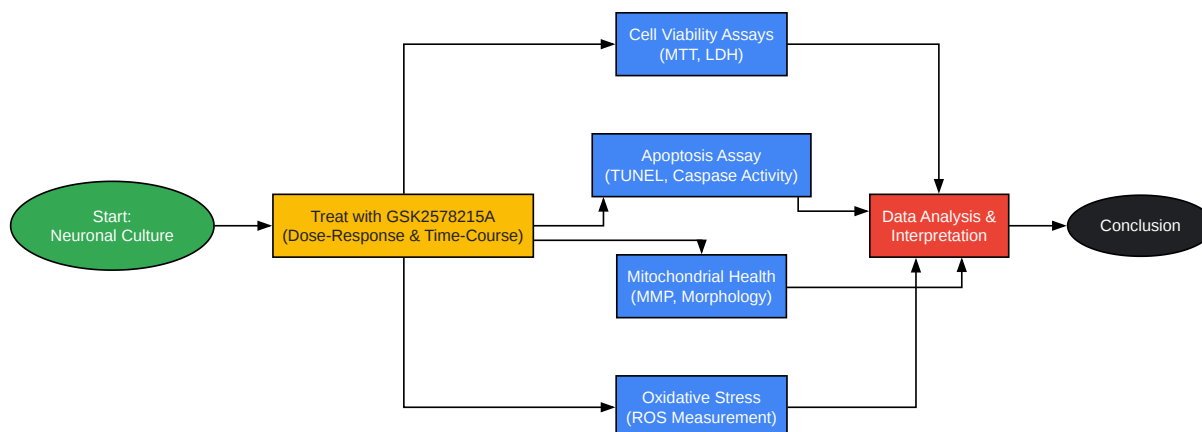 Start:
Neuronal Culture
Treat with GSK2578215A
(Dose-Response & Time-Course)
Cell Viability Assays
(MTT, LDH)
Apoptosis Assay
(TUNEL, Caspase Activity)
Mitochondrial Health
(MMP, Morphology)
Oxidative Stress
(ROS Measurement)
Data Analysis &
Interpretation
Conclusion